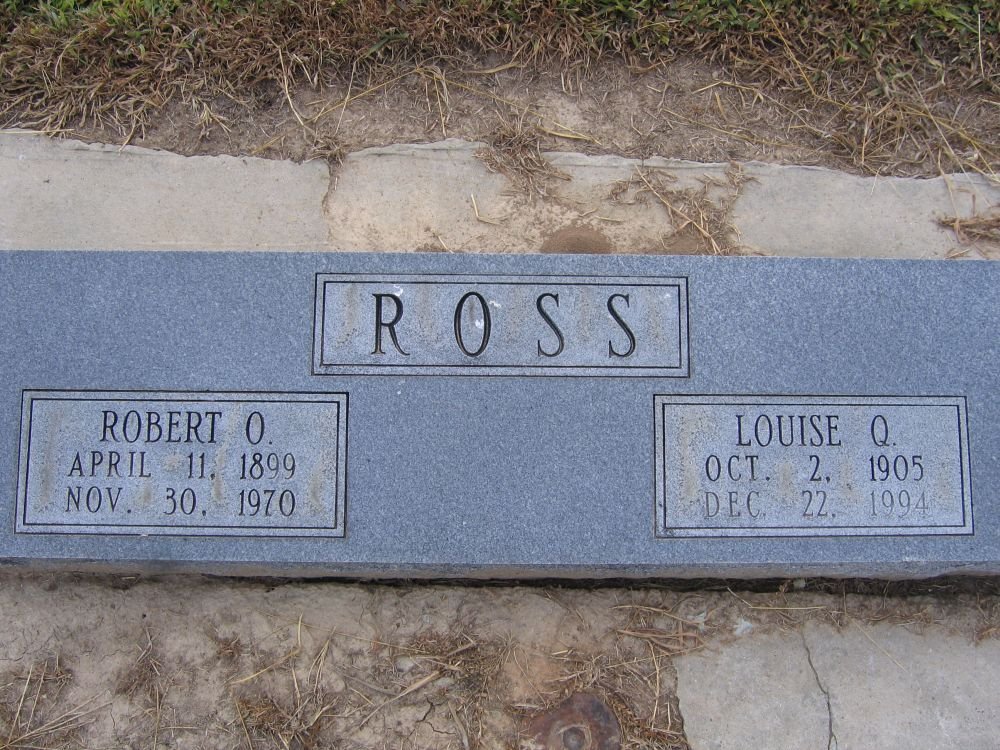 ROSS
ROBERT O.
APRIL 11, 1899
NOV. 30, 1970
LOUISE Q.
OCT. 2, 1905
DEC. 22, 1994